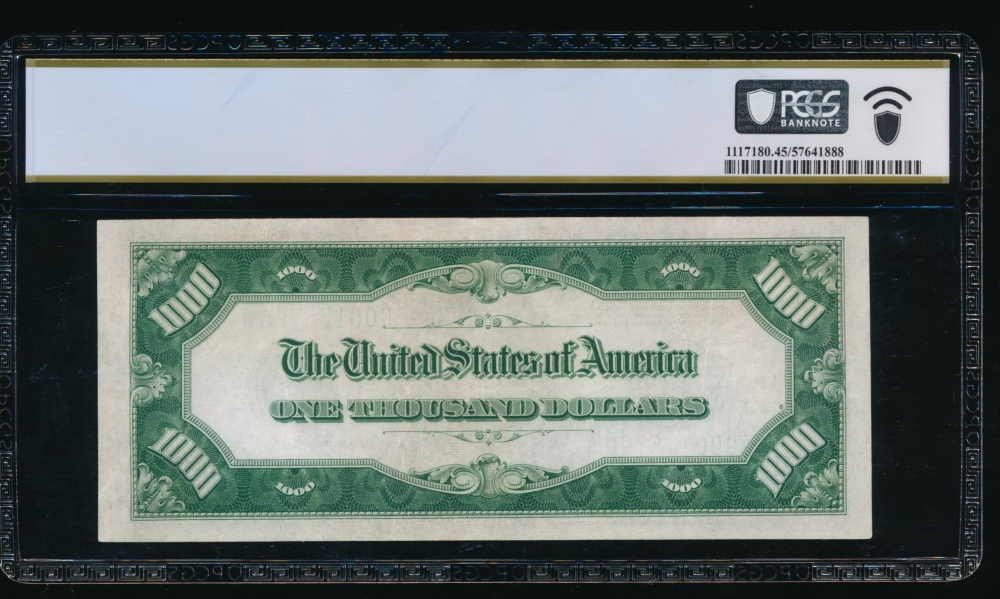 PCGS
BANKNOTE
1117180.45/57641888
1000 1000 1000 1000
The United States of America
ONE THOUSAND DOLLARS
1000 1000 1000 1000